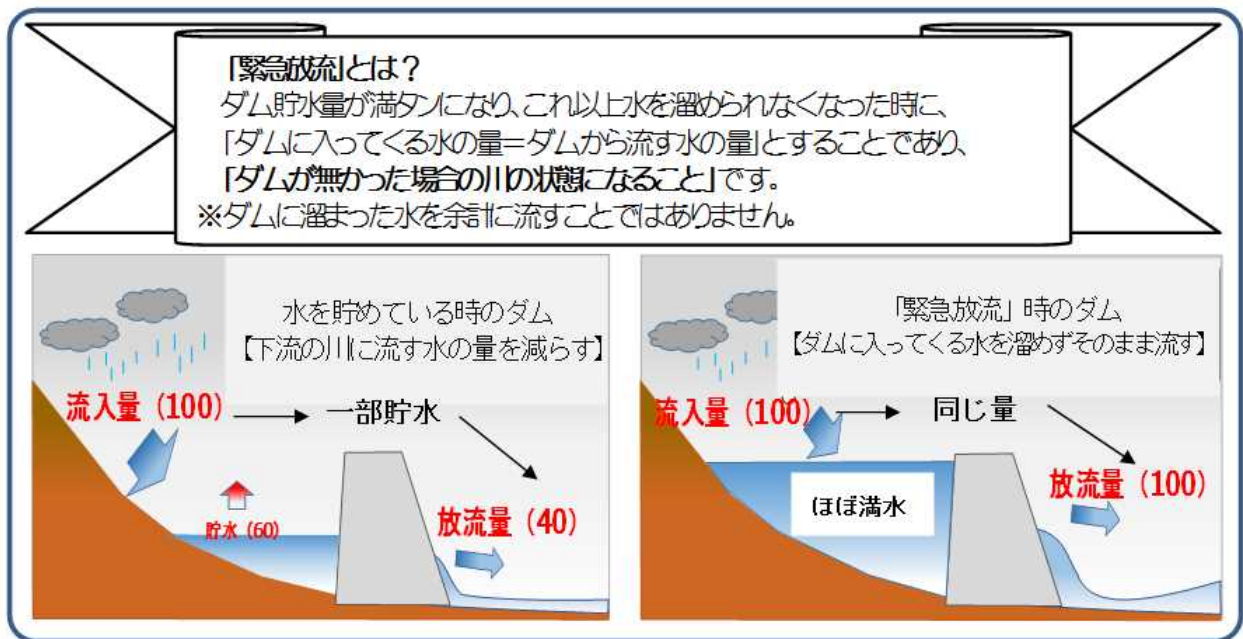 「緊急放流」とは？
ダム貯水量が満タンになり、これ以上水を溜められなくなった時に、
「ダムに入ってくる水の量＝ダムから流す水の量」とすることであり、
「ダムが無かった場合の川の状態になること」です。
※ダムに溜まった水を余計に流すことではありません。
水を貯めている時のダム
【下流の川に流す水の量を減らす】
流入量（100）
一部貯水
貯水（60）
放流量（40）
「緊急放流」時のダム
【ダムに入ってくる水を溜めずそのまま流す】
流入量（100）
同じ量
ほぼ満水
放流量（100）